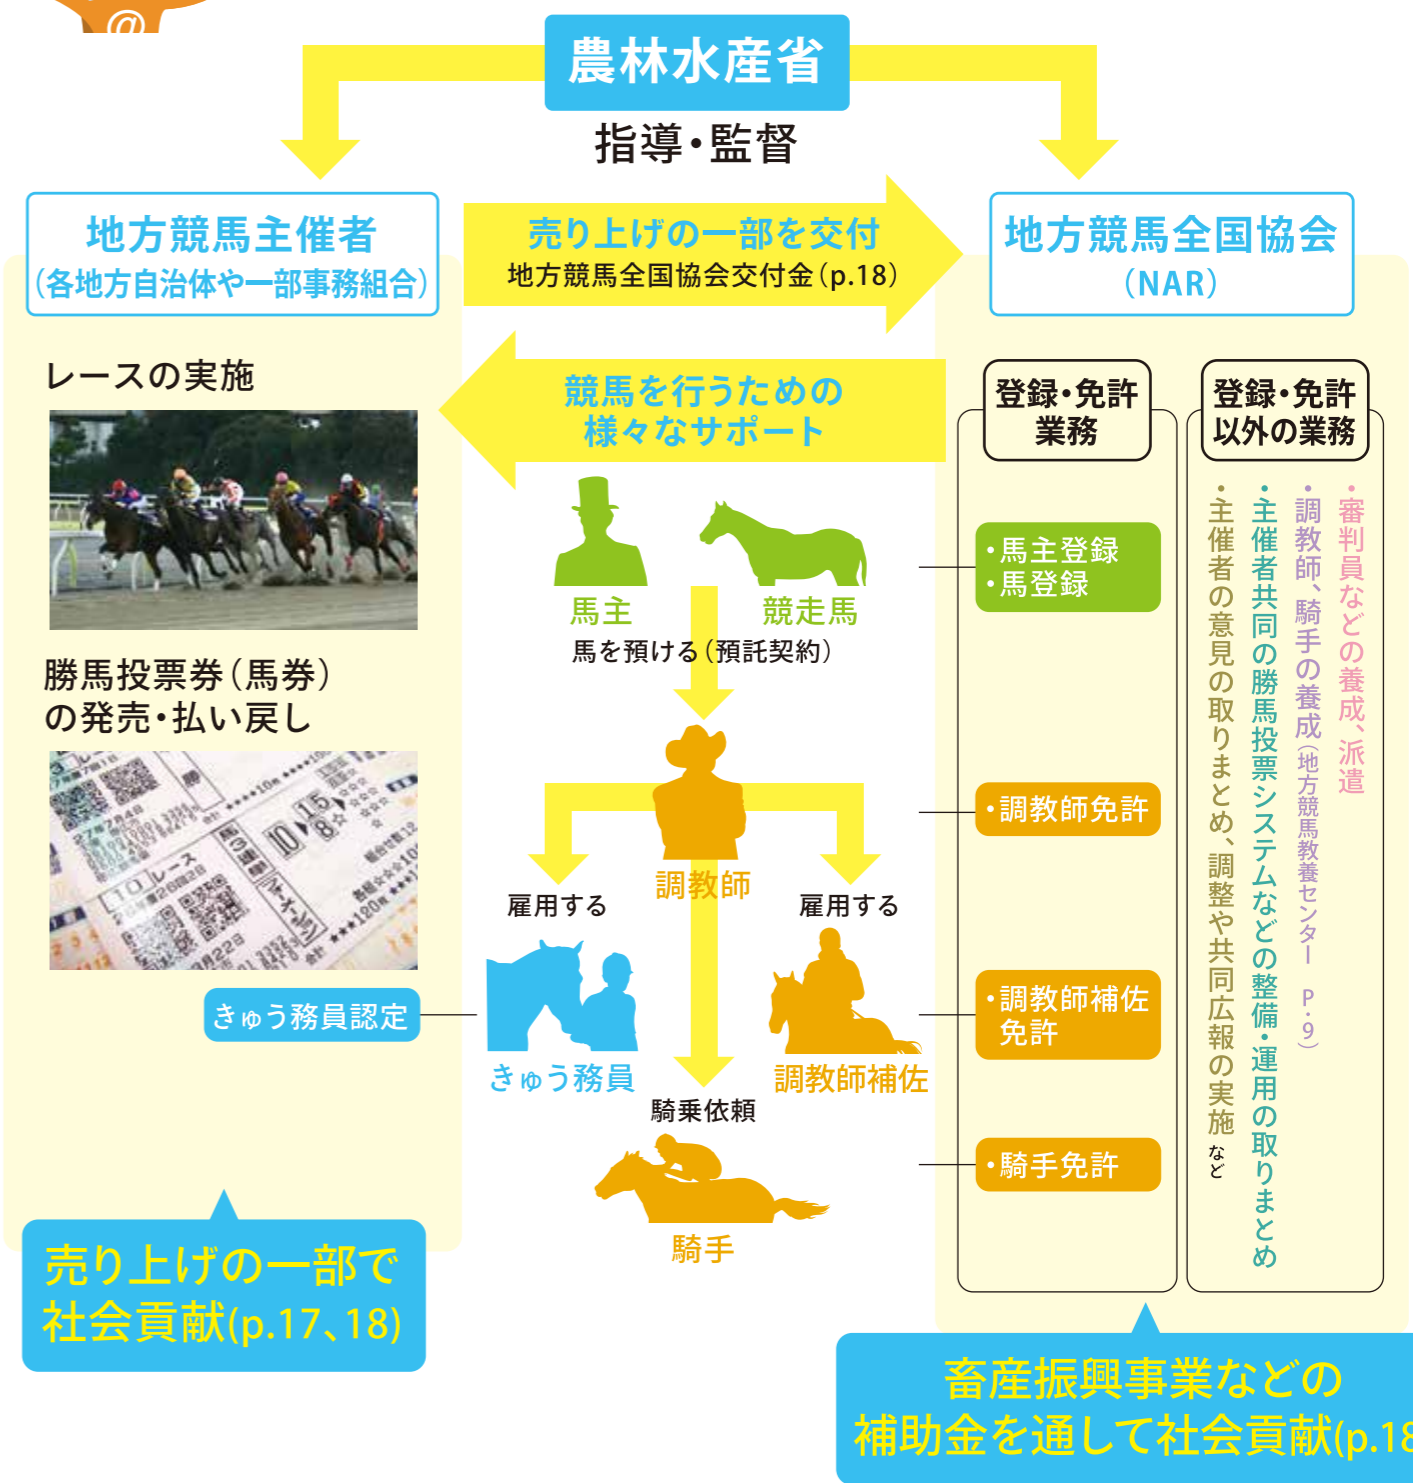 @
農林水産省
指導・監督
地方競馬主催者
（各地方自治体や一部事務組合）
売り上げの一部を交付
地方競馬全国協会交付金（p.18）
地方競馬全国協会
（NAR）
競馬を行うための
様々なサポート
レースの実施
勝馬投票券（馬券）
の発売・払い戻し
きゅう務員認定
馬主
競走馬
馬を預ける（預託契約）
調教師
雇用する
雇用する
きゅう務員
調教師補佐
騎乗依頼
騎手
登録・免許
業務
・馬主登録
・馬登録
・調教師免許
・調教師補佐
免許
・騎手免許
登録・免許
以外の業務
・審判員などの養成、派遣
・調教師、騎手の養成（地方競馬教養センター P.9）
・主催者共同の勝馬投票システムなどの整備・運用の取りまとめ
・主催者の意見の取りまとめ、調整や共同広報の実施 など
売り上げの一部で
社会貢献(p.17、18)
畜産振興事業などの
補助金を通して社会貢献(p.18